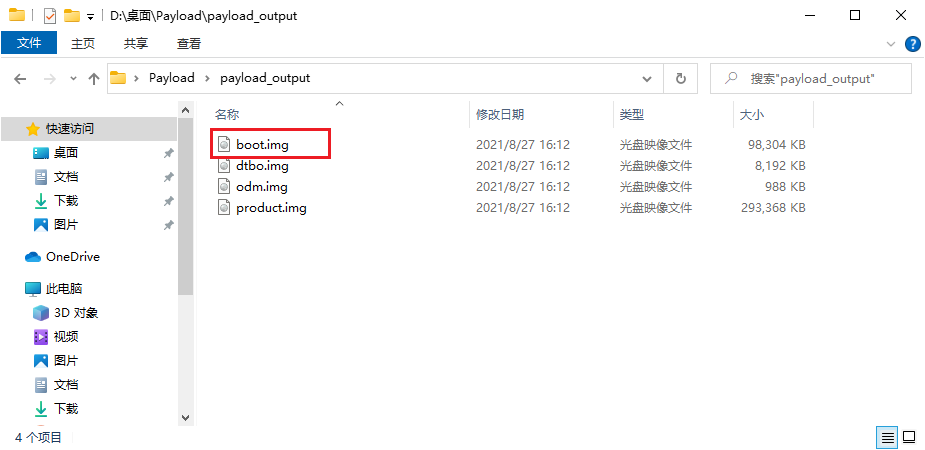 D:\桌面\Payload\payload_output
文件 主页 共享 查看
Payload payload_output 搜索"payload_output"
名称 修改日期 类型 大小
快速访问
桌面
文档
下载
图片
OneDrive
此电脑
3D 对象
视频
图片
文档
下载
boot.img 2021/8/27 16:12 光盘映像文件 98,304 KB
dtbo.img 2021/8/27 16:12 光盘映像文件 8,192 KB
odm.img 2021/8/27 16:12 光盘映像文件 988 KB
product.img 2021/8/27 16:12 光盘映像文件 293,368 KB
4 个项目